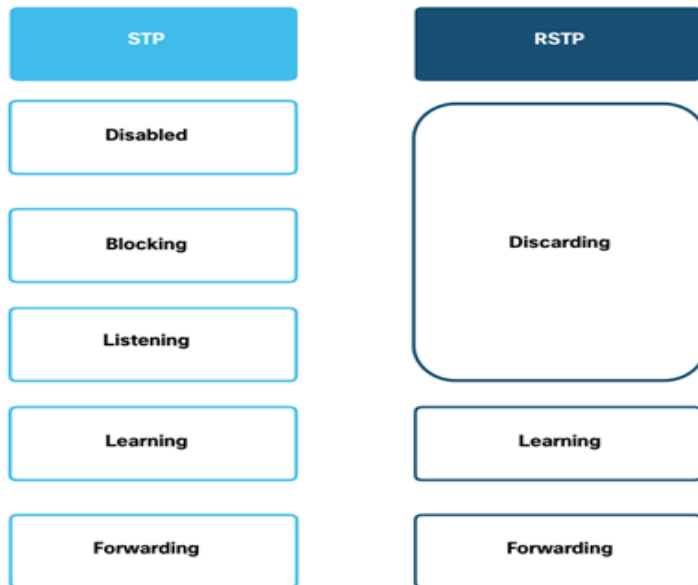 STP
RSTP
Disabled
Blocking
Discarding
Listening
Learning
Learning
Forwarding
Forwarding